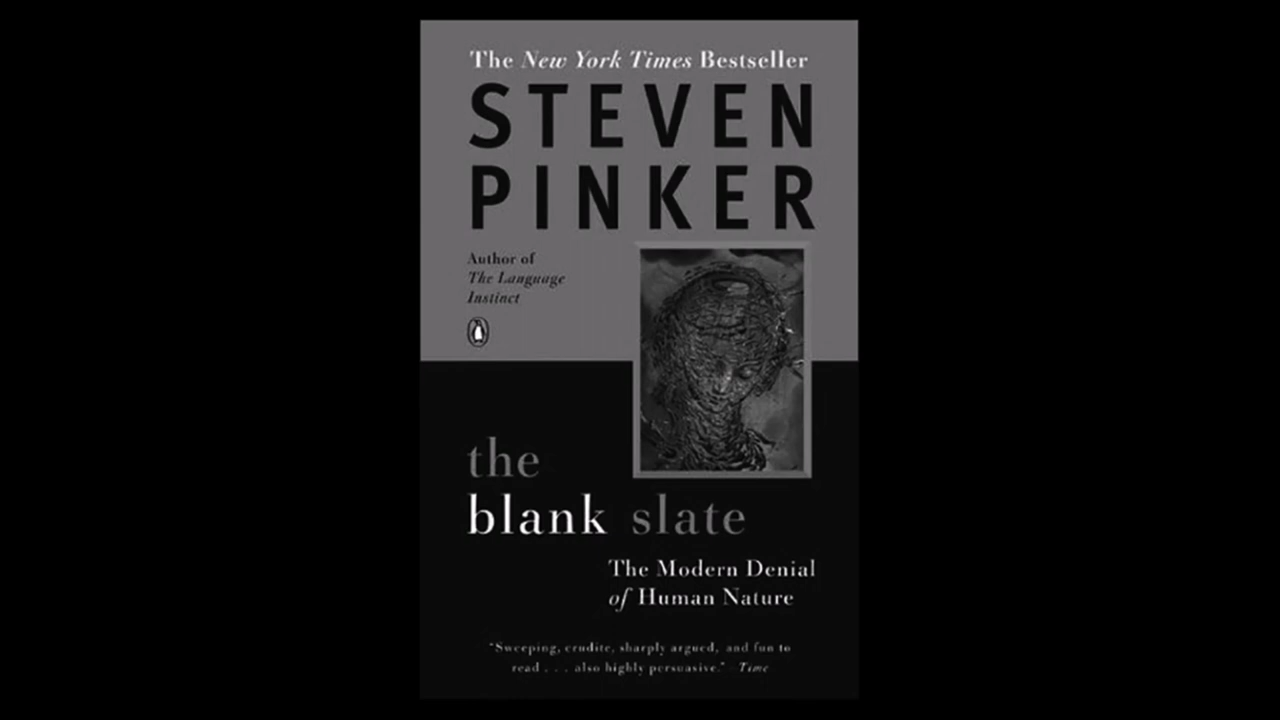 The New York Times Bestseller
STEVEN
PINKER
Author of
The Language
Instinct
the
blank slate
The Modern Denial
of Human Nature
"Sweeping, erudite, sharply argued, and fun to
read . . . also highly persuasive." Time